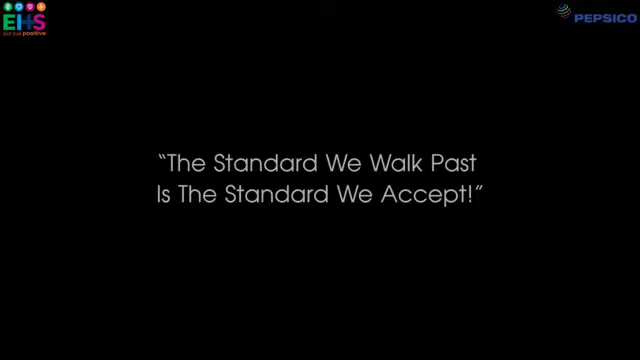 EHS
PEPSICO
“The Standard We Walk Past
Is The Standard We Accept!”